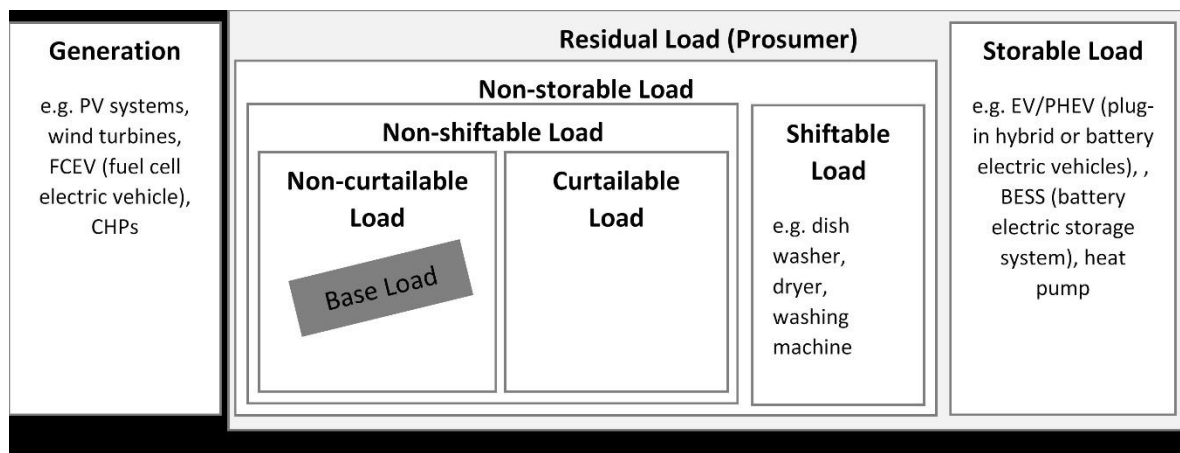 Generation
e.g. PV systems,
wind turbines,
FCEV (fuel cell
electric vehicle),
CHPs
Residual Load (Prosumer)
Non-storable Load
Non-shiftable Load
Non-curtailable
Load
Base Load
Curtailable
Load
Shiftable
Load
e.g. dish
washer,
dryer,
washing
machine
Storable Load
e.g. EV/PHEV (plug-
in hybrid or battery
electric vehicles), ,
BESS (battery
electric storage
system), heat
pump